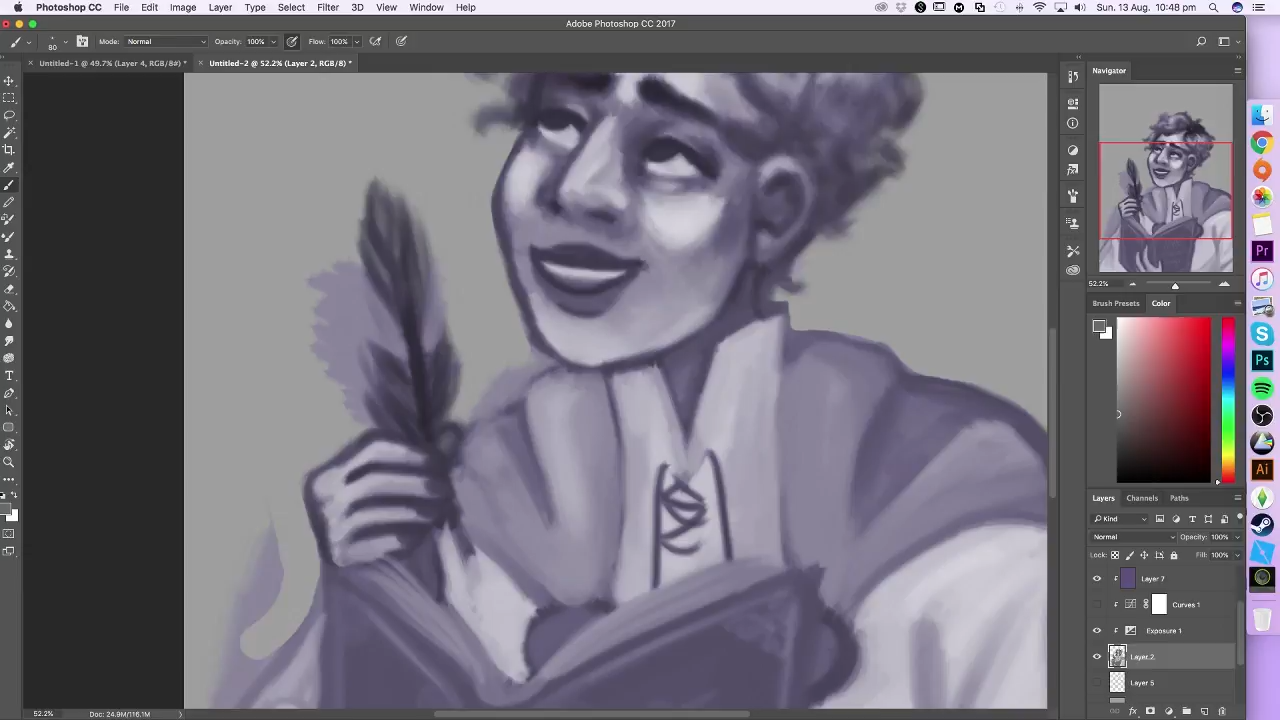 Photoshop CC File Edit Image Layer Type Select Filter 3D View Window Help Sun. 13 Aug. 10:48 pm
Adobe Photoshop CC 2017
80 Mode: Normal Opacity: 100% Flow: 100%
Untitled-1 @ 49.7% (Layer 4, RGB/8#) * Untitled-2 @ 52.2% (Layer 2, RGB/8) *
Navigator
52.2%
Brush Presets Color
Layers Channels Paths
Kind
Normal Opacity: 100%
Lock: Fill: 100%
Layer 7
Curves 1
Exposure 1
Layer 2
Layer 5
52.2% Doc: 24.9M/116.1M
Pr
S
Ps
Ai